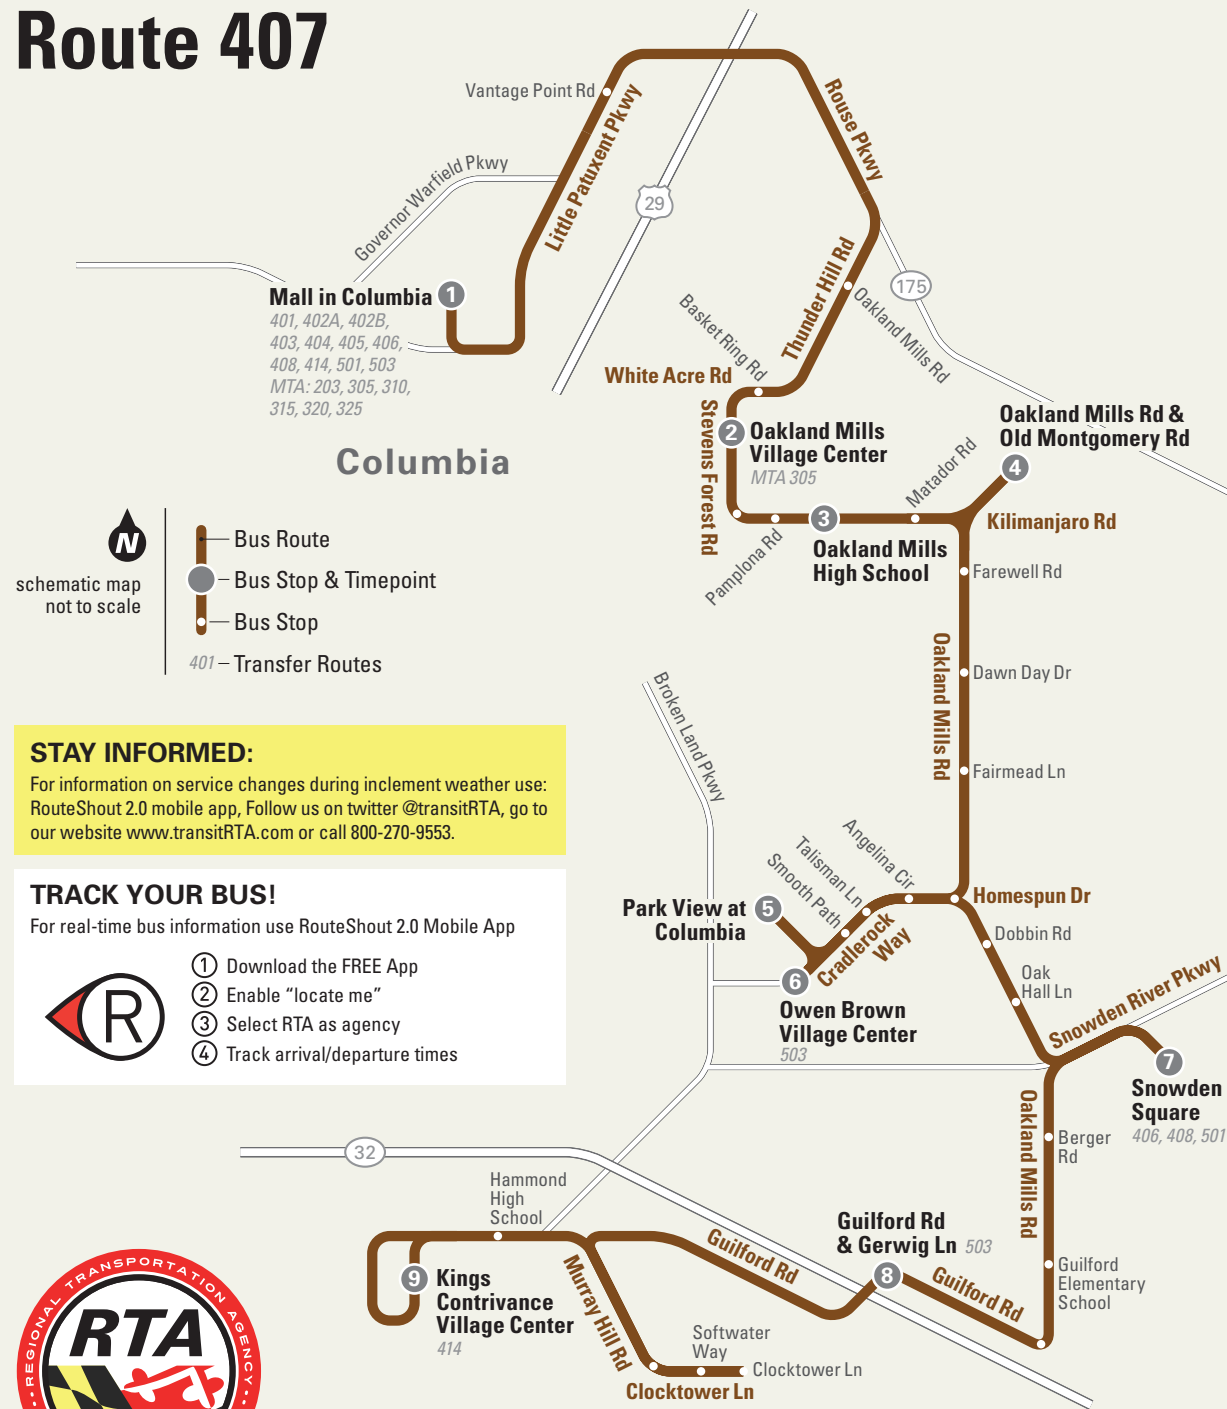 Route 407
Vantage Point Rd
Little Patuxent Pkwy
Rouse Pkwy
Governor Warfield Pkwy
29
175
Mall in Columbia
1
401, 402A, 402B,
403, 404, 405, 406,
408, 414, 501, 503
MTA: 203, 305, 310,
315, 320, 325
Thunder Hill Rd
Oakland Mills Rd
Basket Ring Rd
White Acre Rd
Stevens Forest Rd
2
Oakland Mills
Village Center
MTA 305
Oakland Mills Rd &
Old Montgomery Rd
4
Matador Rd
Columbia
3
Oakland Mills
High School
Pamplona Rd
Kilimanjaro Rd
Farewell Rd
N
schematic map
not to scale
Bus Route
Bus Stop & Timepoint
Bus Stop
401
Transfer Routes
Oakland Mills Rd
Dawn Day Dr
Fairmead Ln
Broken Land Pkwy
STAY INFORMED:
For information on service changes during inclement weather use:
RouteShout 2.0 mobile app, Follow us on twitter @transitRTA, go to
our website www.transitRTA.com or call 800-270-9553.
TRACK YOUR BUS!
For real-time bus information use RouteShout 2.0 Mobile App
R
1 Download the FREE App
2 Enable “locate me”
3 Select RTA as agency
4 Track arrival/departure times
Angelina Cir
Talisman Ln
Smooth Path
Park View at
Columbia
5
Cradlerock
Way
Homespun Dr
Dobbin Rd
Oak
Hall Ln
6
Owen Brown
Village Center
503
Snowden River Pkwy
7
Snowden
Square
406, 408, 501
Oakland Mills Rd
Berger
Rd
32
Hammond
High
School
Guilford Rd
& Gerwig Ln 503
8
Guilford Rd
Guilford Rd
Guilford
Elementary
School
9
Kings
Contrivance
Village Center
414
Murray Hill Rd
Softwater
Way
Clocktower Ln
Clocktower Ln
REGIONAL TRANSPORTATION AGENCY
RTA